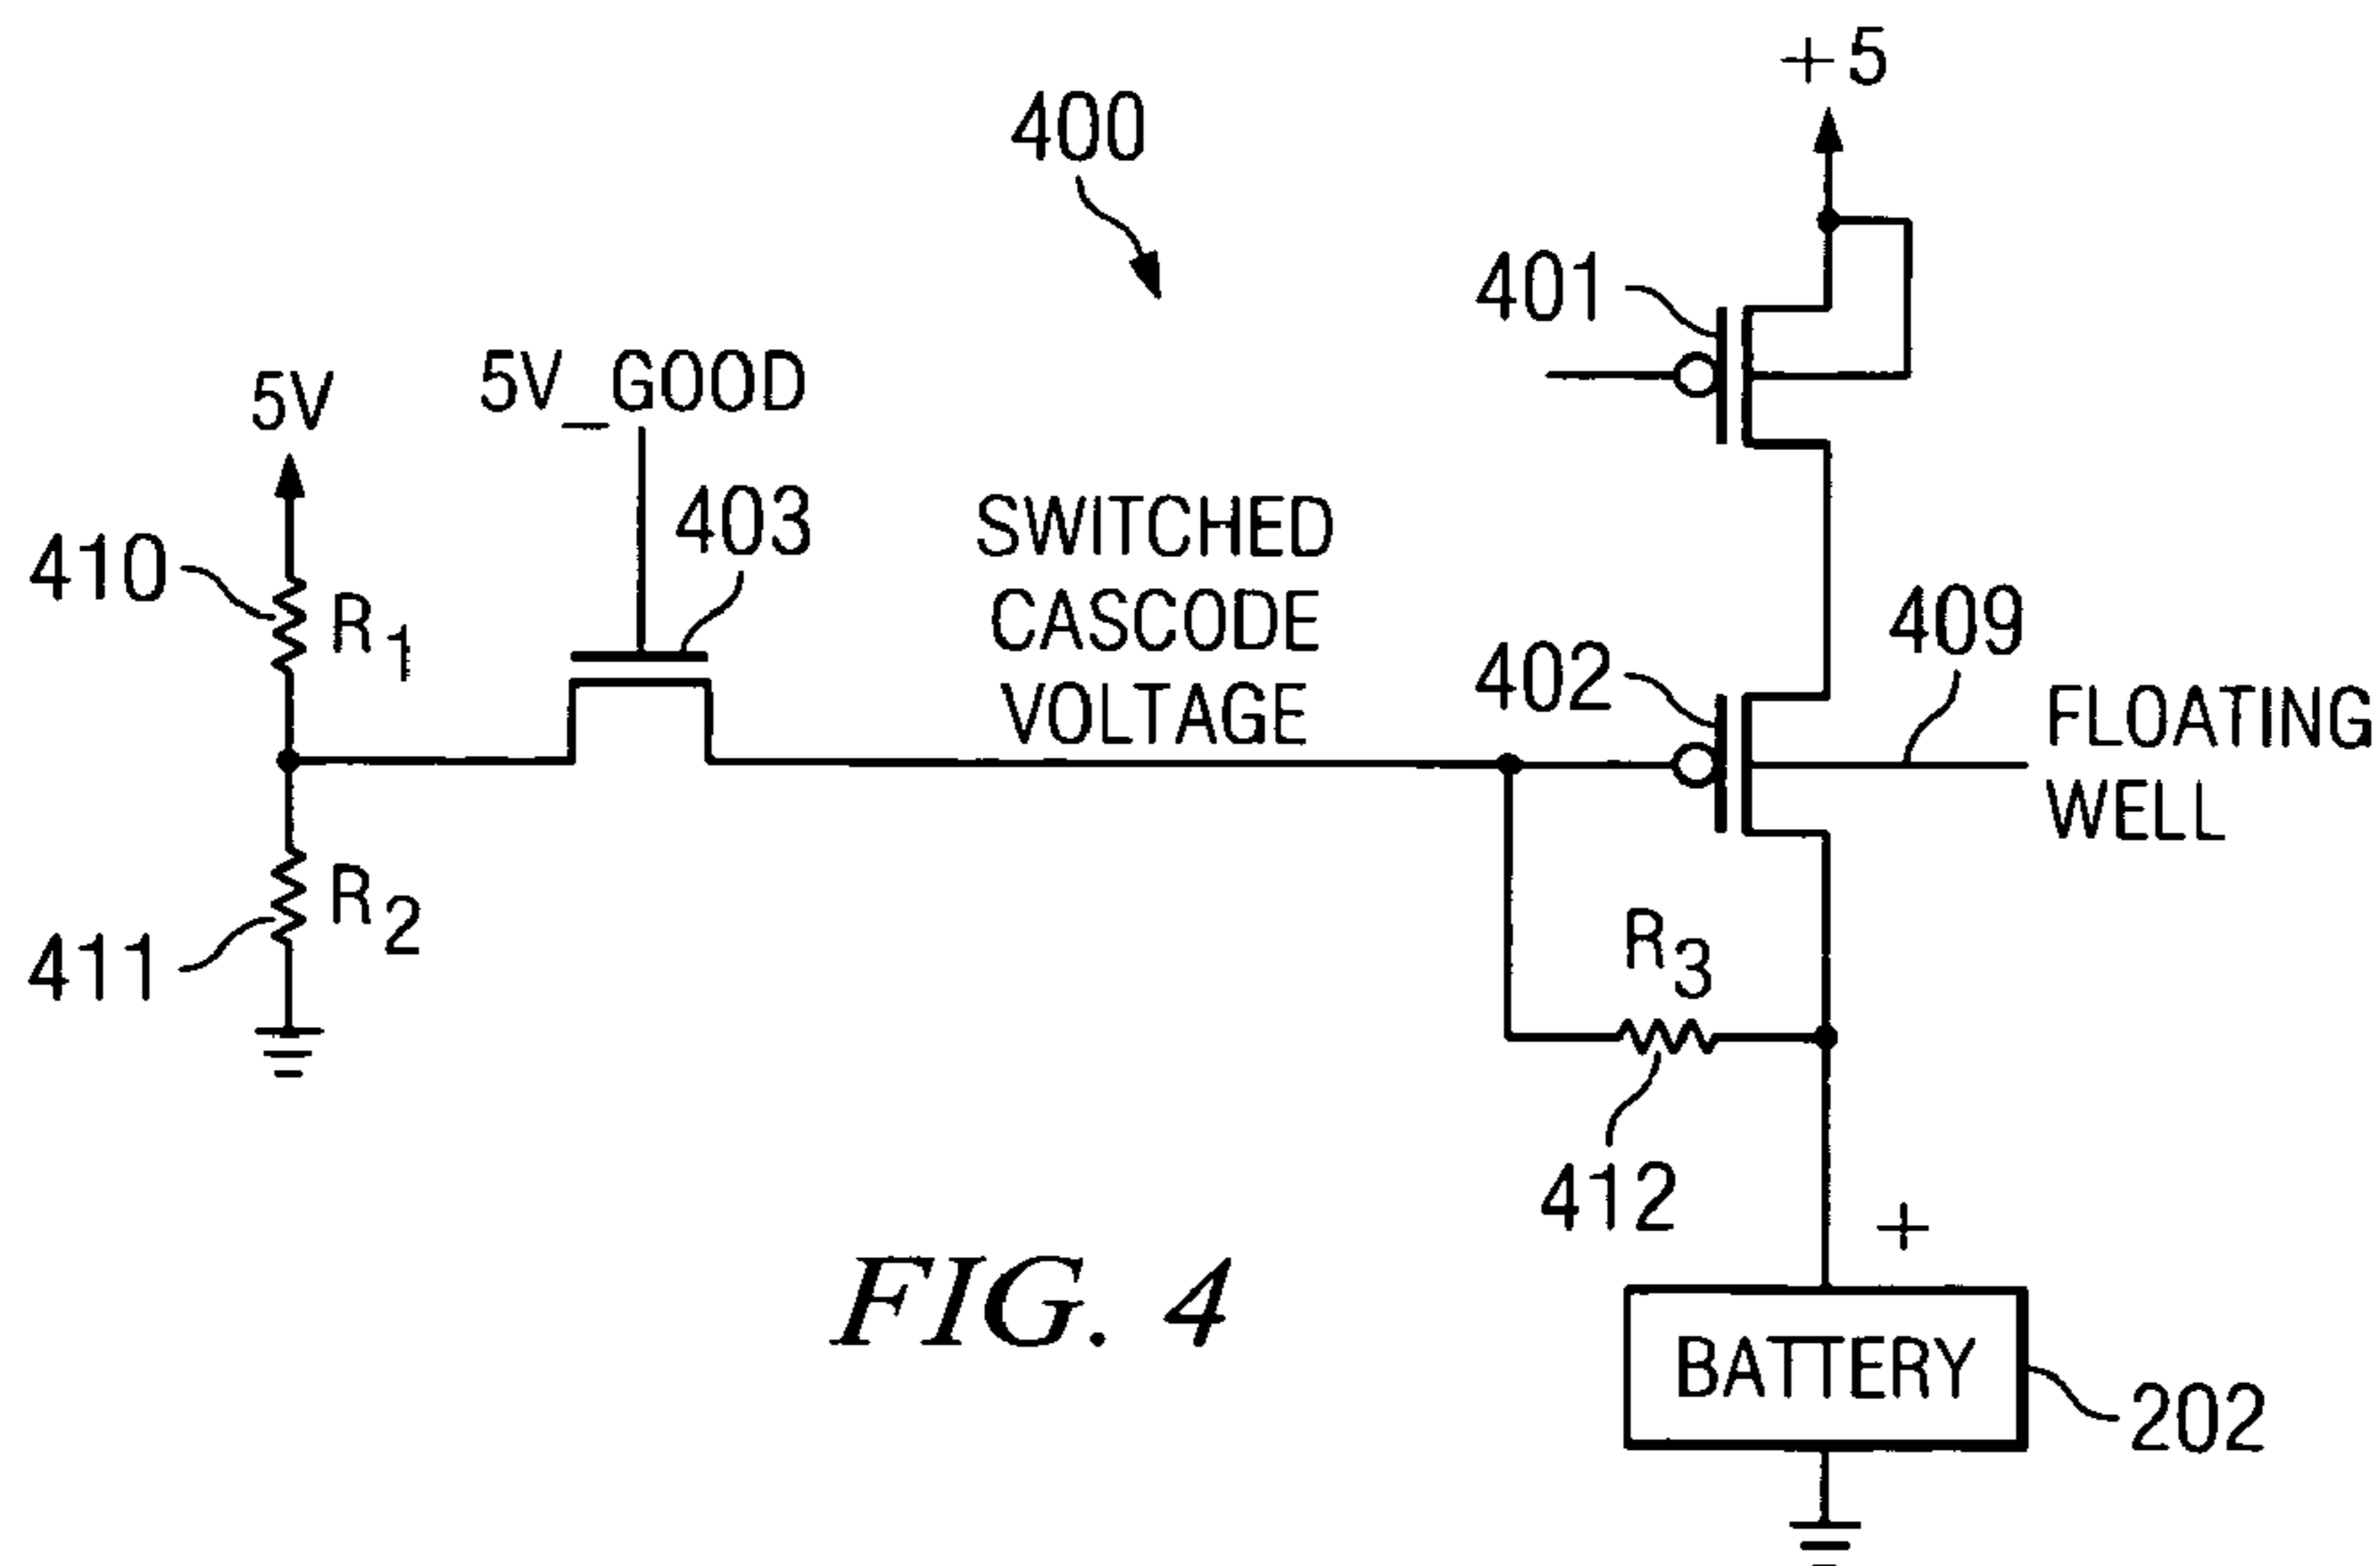 +5
400
401
5V_GOOD
5V
403
SWITCHED
CASCODE
VOLTAGE
410
R1
409
402
FLOATING
WELL
R2
411
R3
412
+
FIG. 4
BATTERY
202